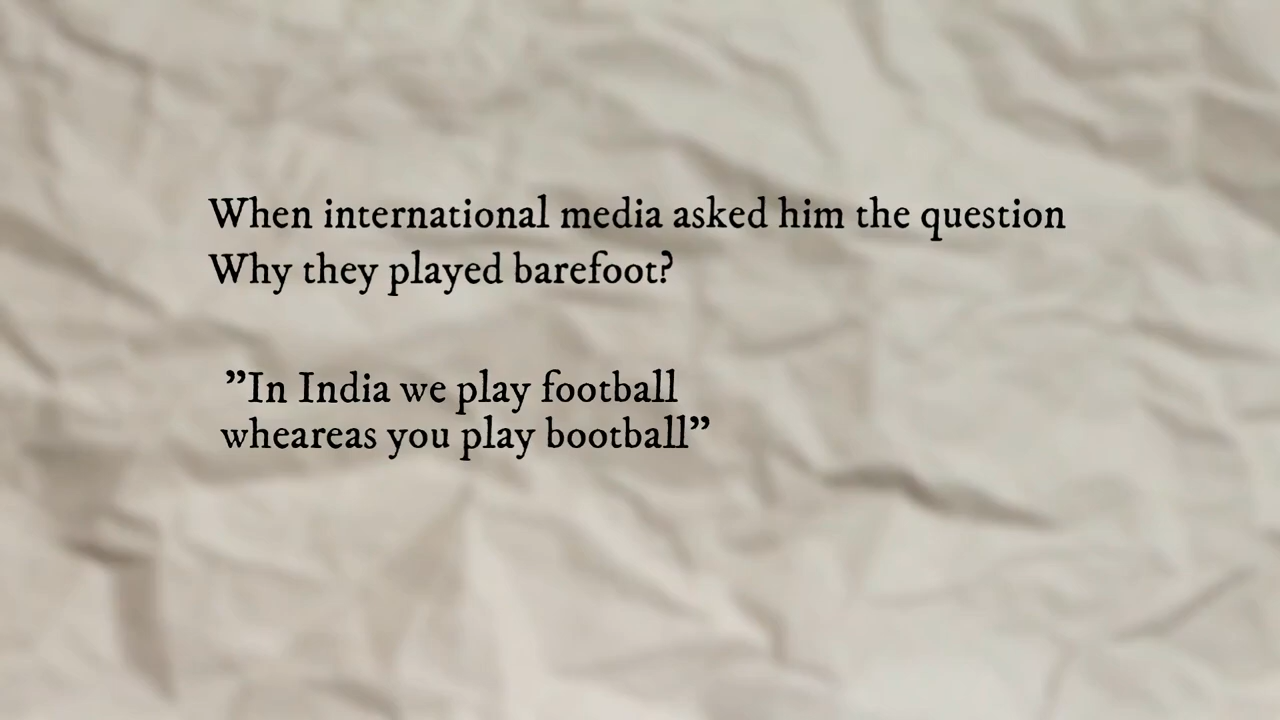 When international media asked him the question
Why they played barefoot?
”In India we play football
wheareas you play bootball”